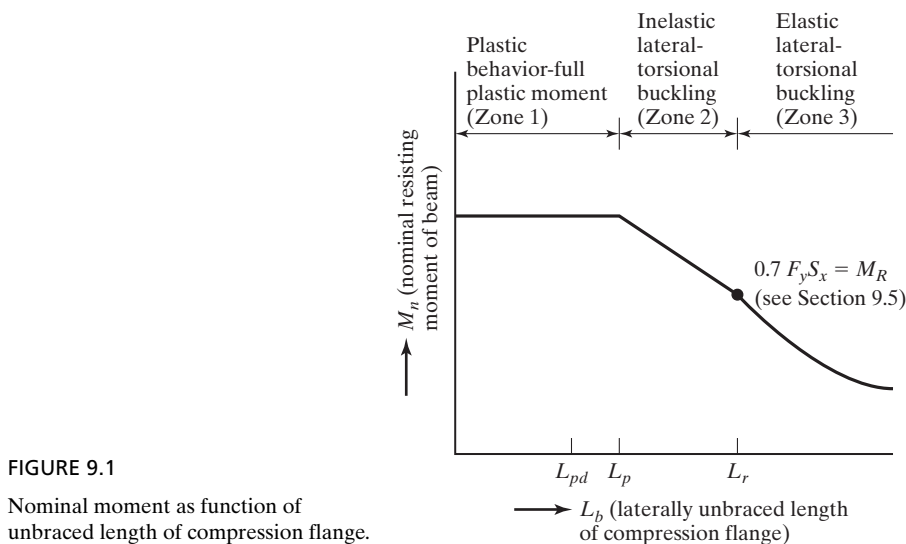 Plastic
behavior-full
plastic moment
(Zone 1)
Inelastic
lateral-
torsional
buckling
(Zone 2)
Elastic
lateral-
torsional
buckling
(Zone 3)
M_n (nominal resisting
moment of beam)
0.7 F_yS_x = M_R
(see Section 9.5)
L_pd L_p L_r
L_b (laterally unbraced length
of compression flange)
FIGURE 9.1
Nominal moment as function of
unbraced length of compression flange.